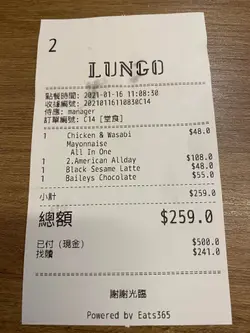 2
LUNGO
點餐時間: 2021-01-16 11:08:30
收據編號: 20210116110830C14
侍應: manager
訂單編號: C14 [堂食]
1 Chicken & Wasabi $48.0
Mayonnaise
All In One
1 2.American Allday $108.0
1 Black Sesame Latte $48.0
1 Baileys Chocolate $55.0
小計 $259.0
總額 $259.0
已付 (現金) $500.0
找贖 $241.0
謝謝光臨
Powered by Eats365